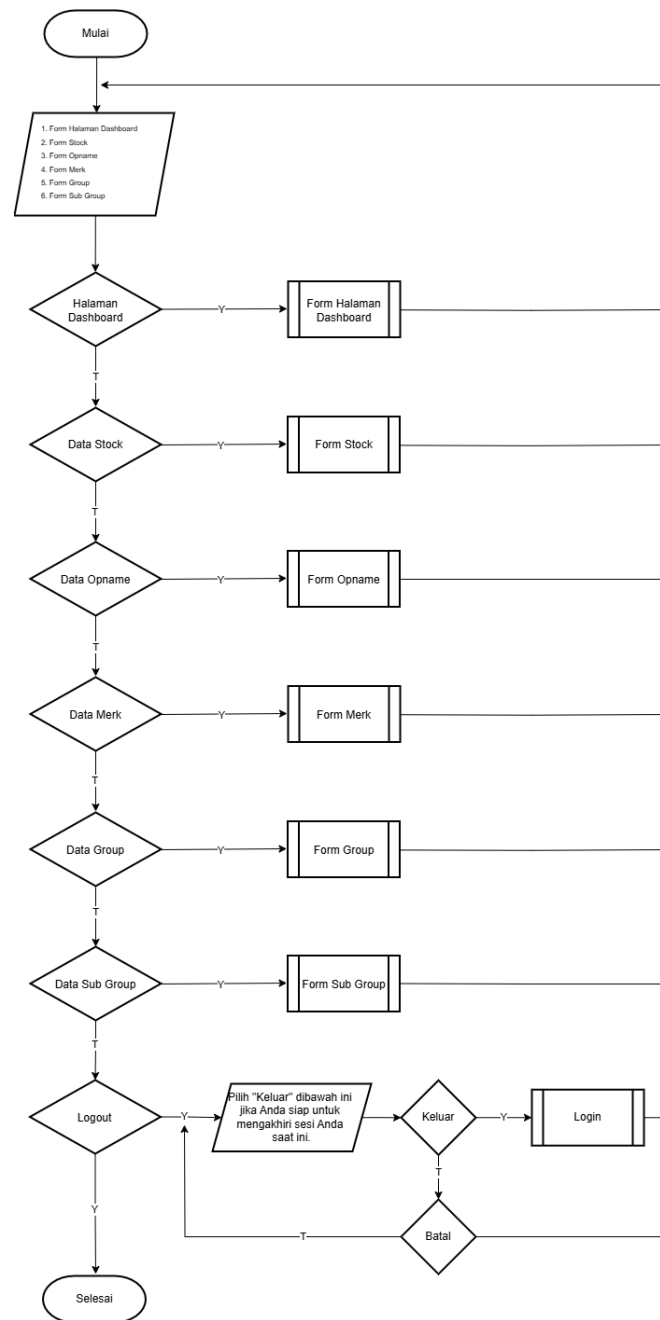 Mulai
1. Form Halaman Dashboard
2. Form Stock
3. Form Opname
4. Form Merk
5. Form Group
6. Form Sub Group
Halaman
Dashboard
Y
Form Halaman
Dashboard
T
Data Stock
Y
Form Stock
T
Data Opname
Y
Form Opname
T
Data Merk
Y
Form Merk
T
Data Group
Y
Form Group
T
Data Sub Group
Y
Form Sub Group
T
Logout
Y
Pilih "Keluar" dibawah ini
jika Anda siap untuk
mengakhiri sesi Anda
saat ini.
Keluar
Y
Login
T
Batal
T
Y
Selesai